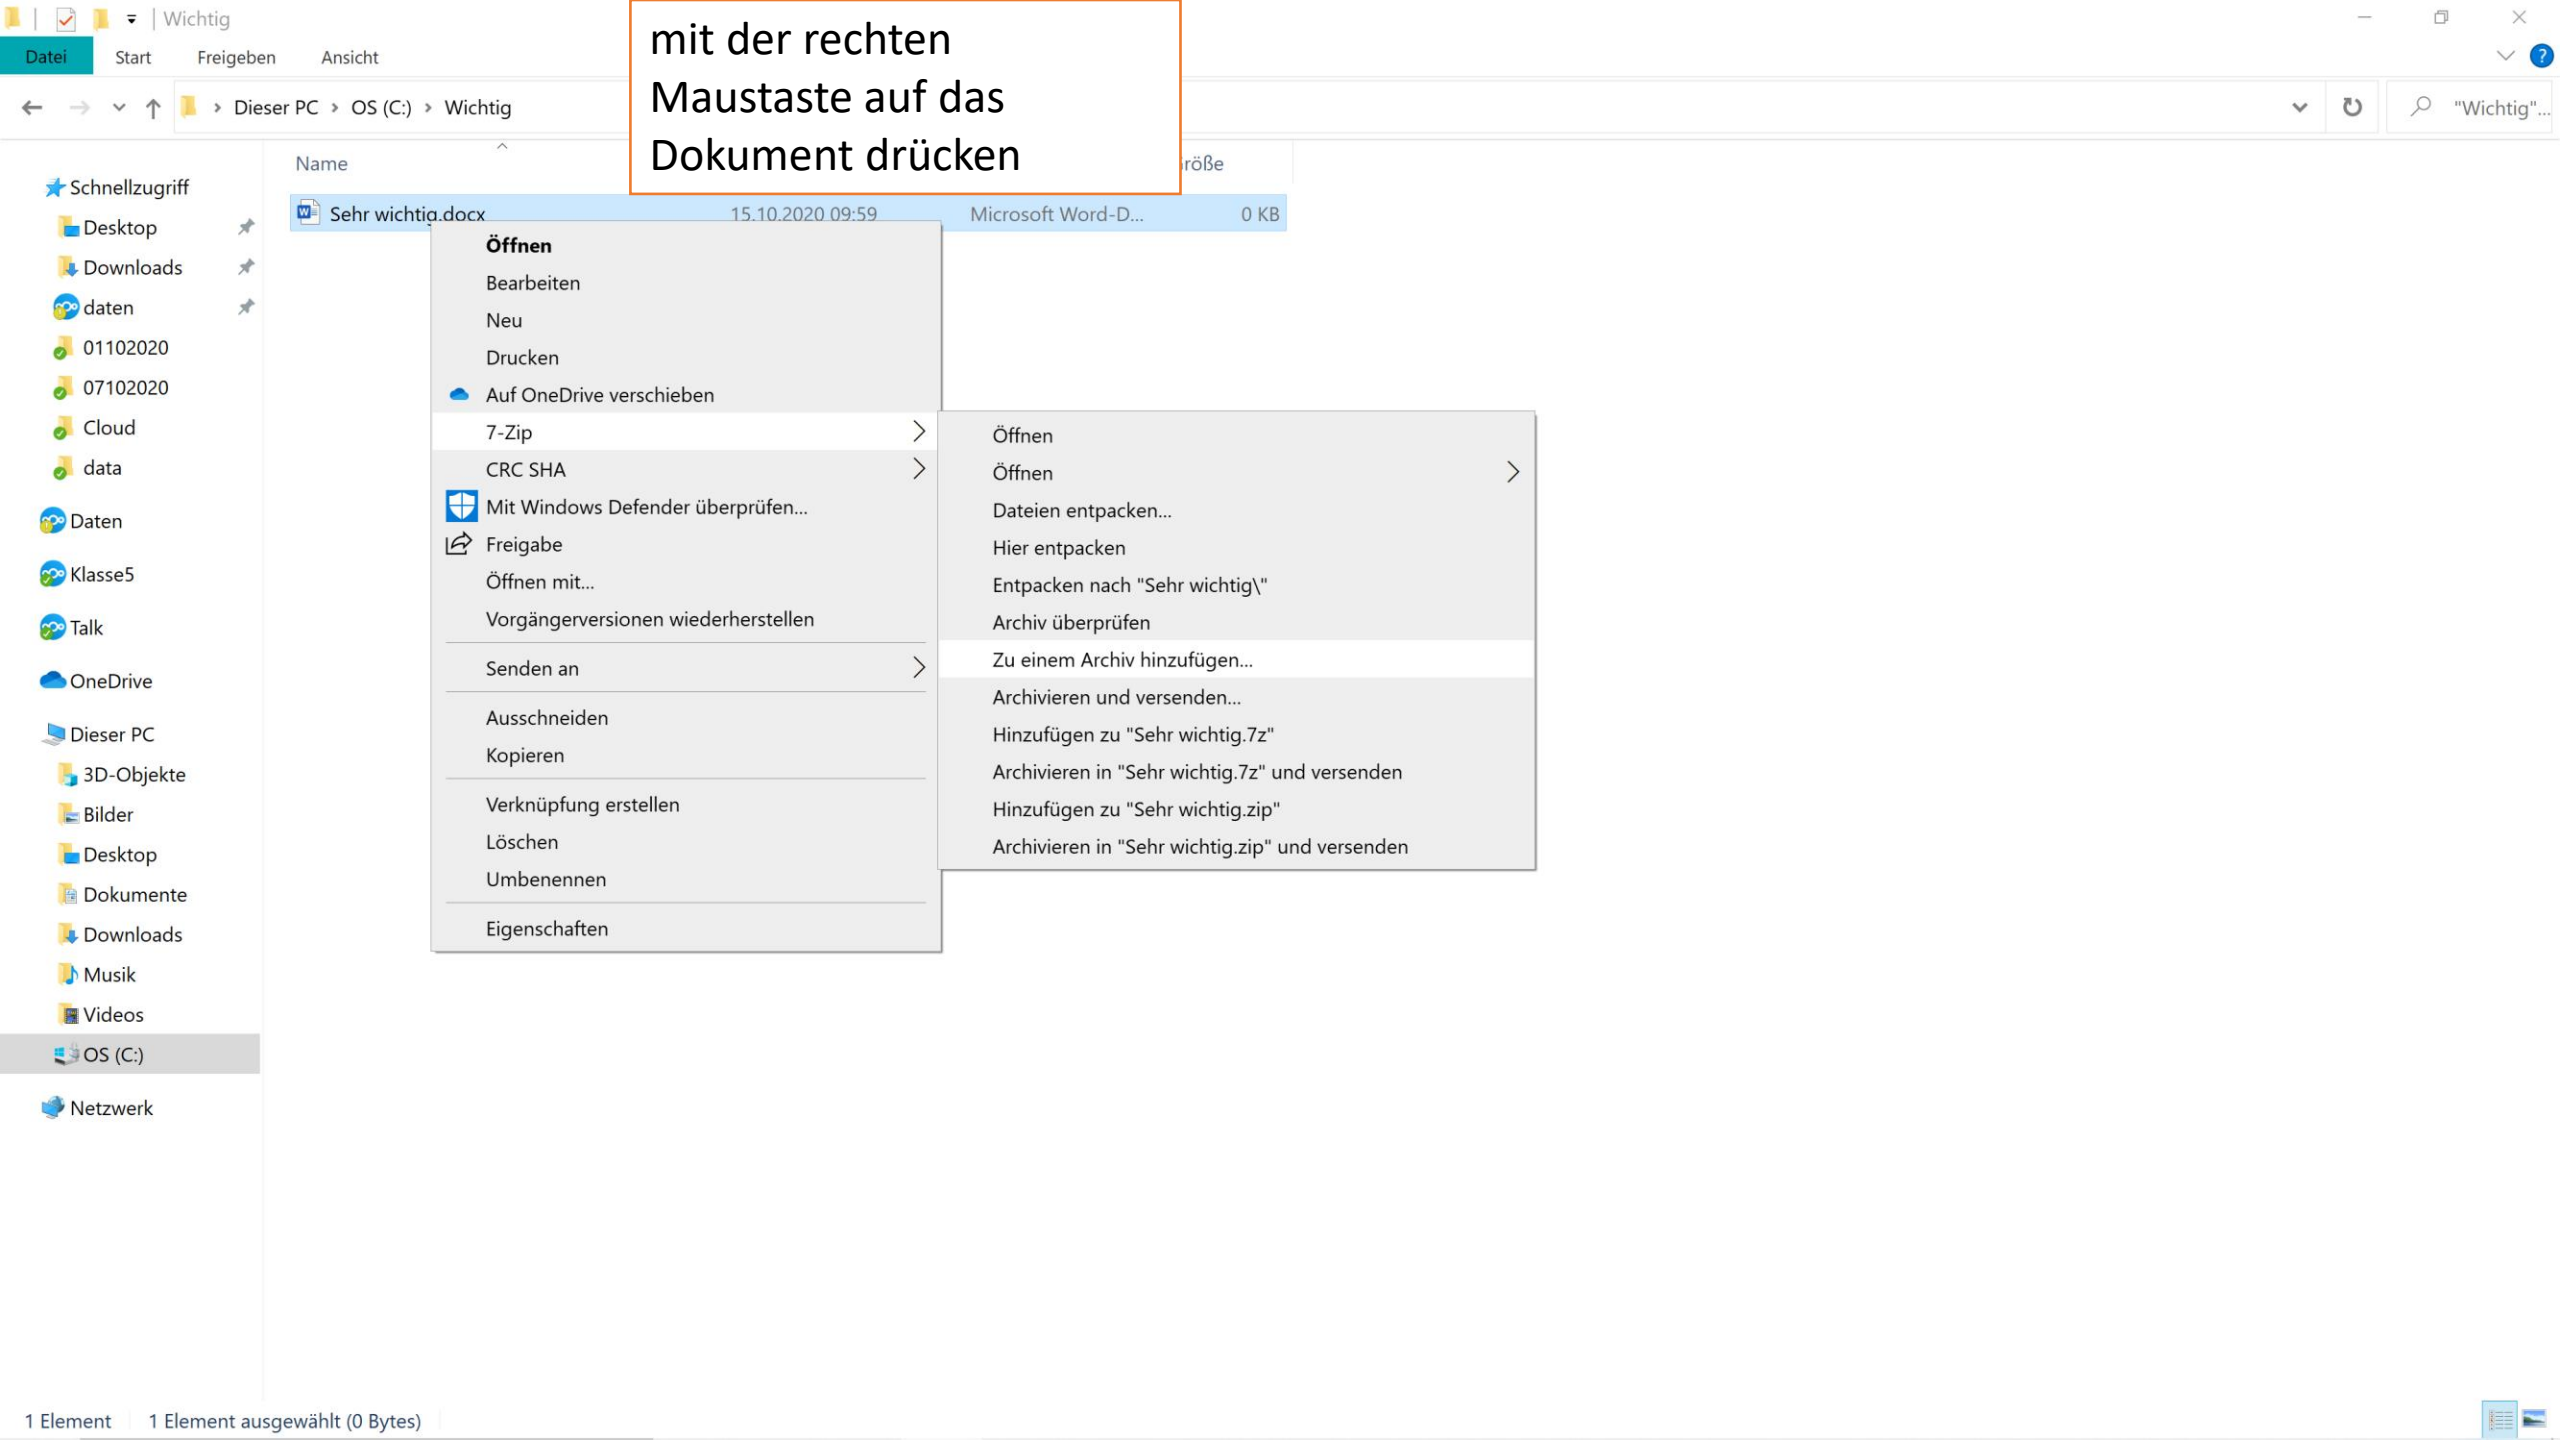 Wichtig
mit der rechten
Maustaste auf das
Dokument drücken
Datei Start Freigeben Ansicht
Dieser PC > OS (C:) > Wichtig
"Wichtig"...
Name
15.10.2020 09:59 Microsoft Word-D... 0 KB
Sehr wichtig.docx
Schnellzugriff
Desktop
Downloads
daten
01102020
07102020
Cloud
data
Daten
Klasse5
Talk
OneDrive
Dieser PC
3D-Objekte
Bilder
Desktop
Dokumente
Downloads
Musik
Videos
OS (C:)
Netzwerk
Öffnen
Bearbeiten
Neu
Drucken
Auf OneDrive verschieben
7-Zip
CRC SHA
Mit Windows Defender überprüfen...
Freigabe
Öffnen mit...
Vorgängerversionen wiederherstellen
Senden an
Ausschneiden
Kopieren
Verknüpfung erstellen
Löschen
Umbenennen
Eigenschaften
Öffnen
Öffnen
Dateien entpacken...
Hier entpacken
Entpacken nach "Sehr wichtig\"
Archiv überprüfen
Zu einem Archiv hinzufügen...
Archivieren und versenden...
Hinzufügen zu "Sehr wichtig.7z"
Archivieren in "Sehr wichtig.7z" und versenden
Hinzufügen zu "Sehr wichtig.zip"
Archivieren in "Sehr wichtig.zip" und versenden
1 Element 1 Element ausgewählt (0 Bytes)